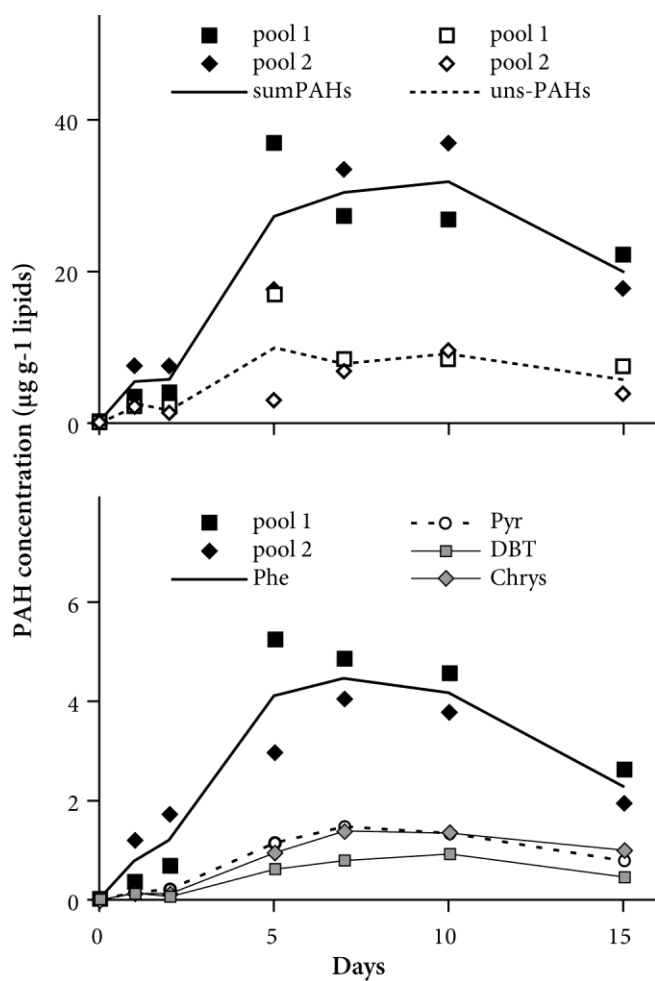 pool 1 pool 1
pool 2 pool 2
sumPAHs uns-PAHs
40
20
0
PAH concentration (μg g-1 lipids)
pool 1 Pyr
pool 2 DBT
Phe Chrys
6
4
2
0
0 5 10 15
Days